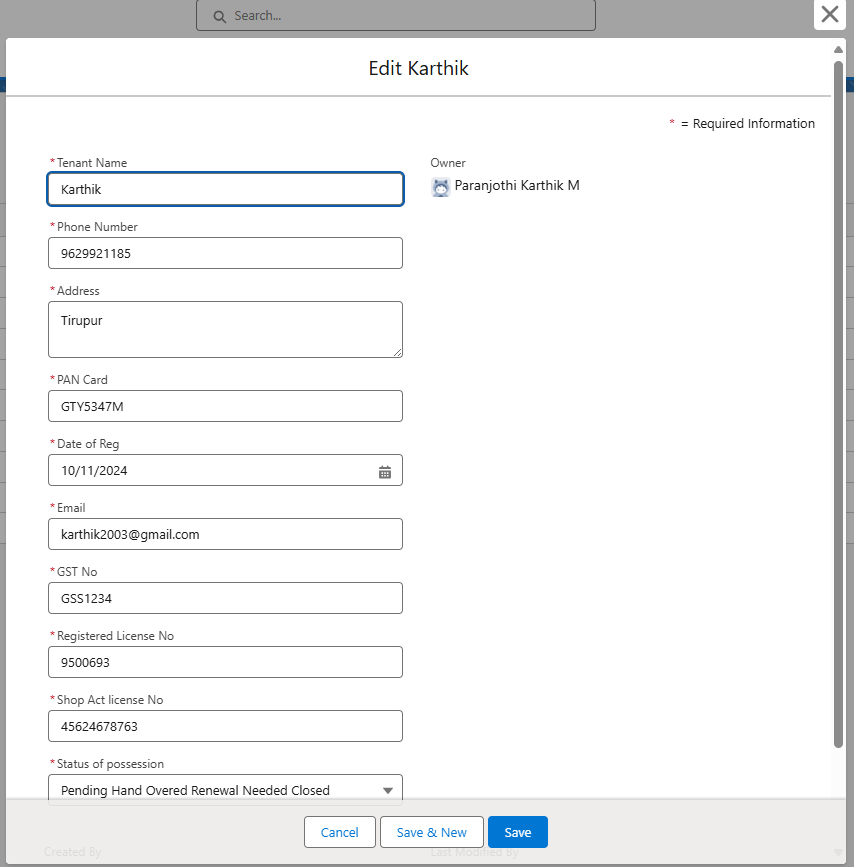 Search...
Edit Karthik
* = Required Information
*Tenant Name
Karthik
Owner
Paranjothi Karthik M
*Phone Number
9629921185
*Address
Tirupur
*PAN Card
GTY5347M
*Date of Reg
10/11/2024
*Email
karthik2003@gmail.com
*GST No
GSS1234
*Registered License No
9500693
*Shop Act license No
45624678763
*Status of possession
Pending Hand Overed Renewal Needed Closed
Cancel
Save & New
Save
Created By
Last Modified By